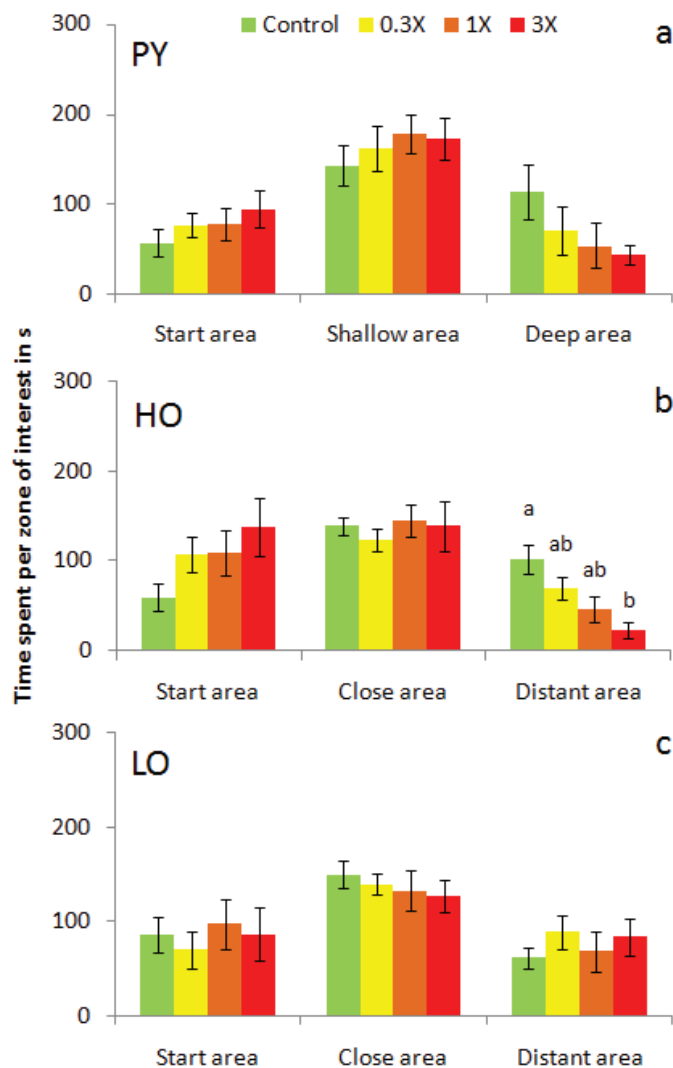 Time spent per zone of interest in s
Control 0.3X 1X 3X
PY
a
300
200
100
0
Start area Shallow area Deep area
HO
b
300
200
100
0
a
ab
ab
b
Start area Close area Distant area
LO
c
300
200
100
0
Start area Close area Distant area